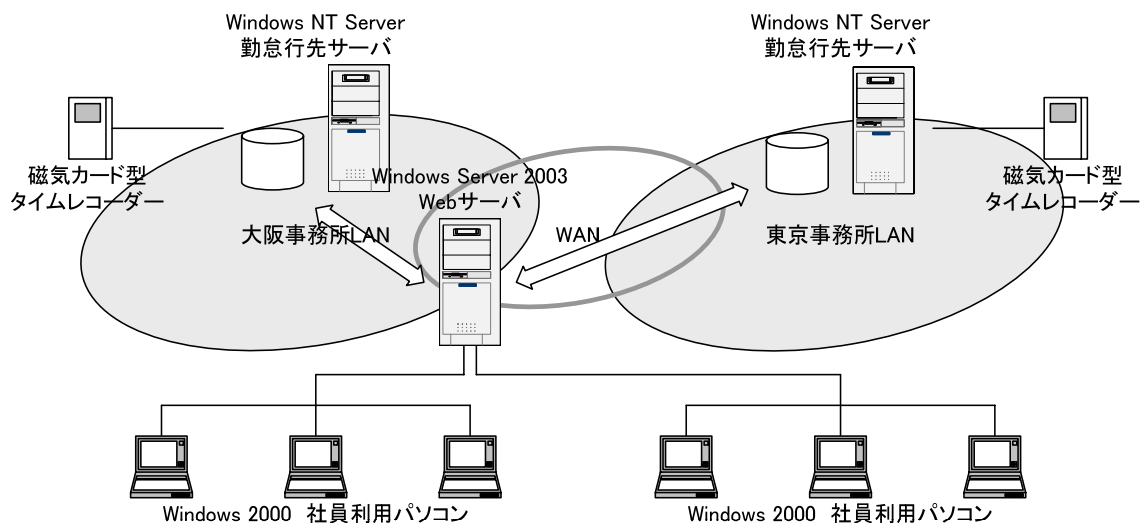 Windows NT Server
勤怠行先サーバ
Windows NT Server
勤怠行先サーバ
磁気カード型
タイムレコーダー
Windows Server 2003
Webサーバ
磁気カード型
タイムレコーダー
大阪事務所LAN
WAN
東京事務所LAN
Windows 2000 社員利用パソコン
Windows 2000 社員利用パソコン